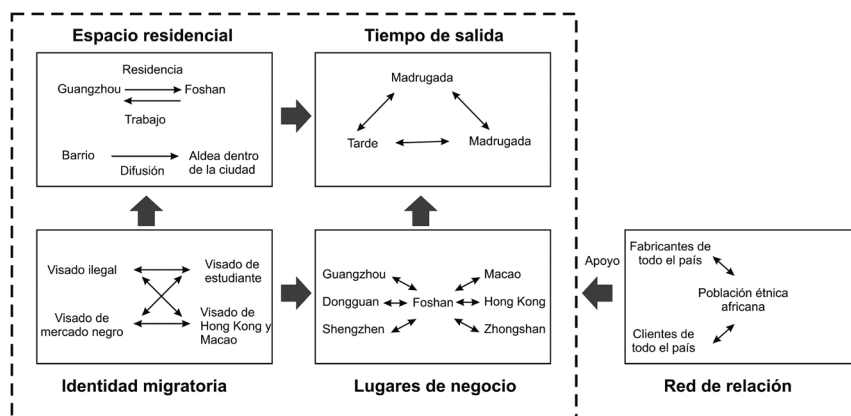 Espacio residencial
Residencia
Guangzhou
Foshan
Trabajo
Barrio
Difusión
Aldea dentro
de la ciudad
Tiempo de salida
Madrugada
Tarde
Madrugada
Visado ilegal
Visado de
estudiante
Visado de
mercado negro
Visado de
Hong Kong y
Macao
Identidad migratoria
Guangzhou
Dongguan
Shengzhen
Foshan
Macao
Hong Kong
Zhongshan
Lugares de negocio
Apoyo
Fabricantes de
todo el país
Población étnica
africana
Clientes de
todo el país
Red de relación